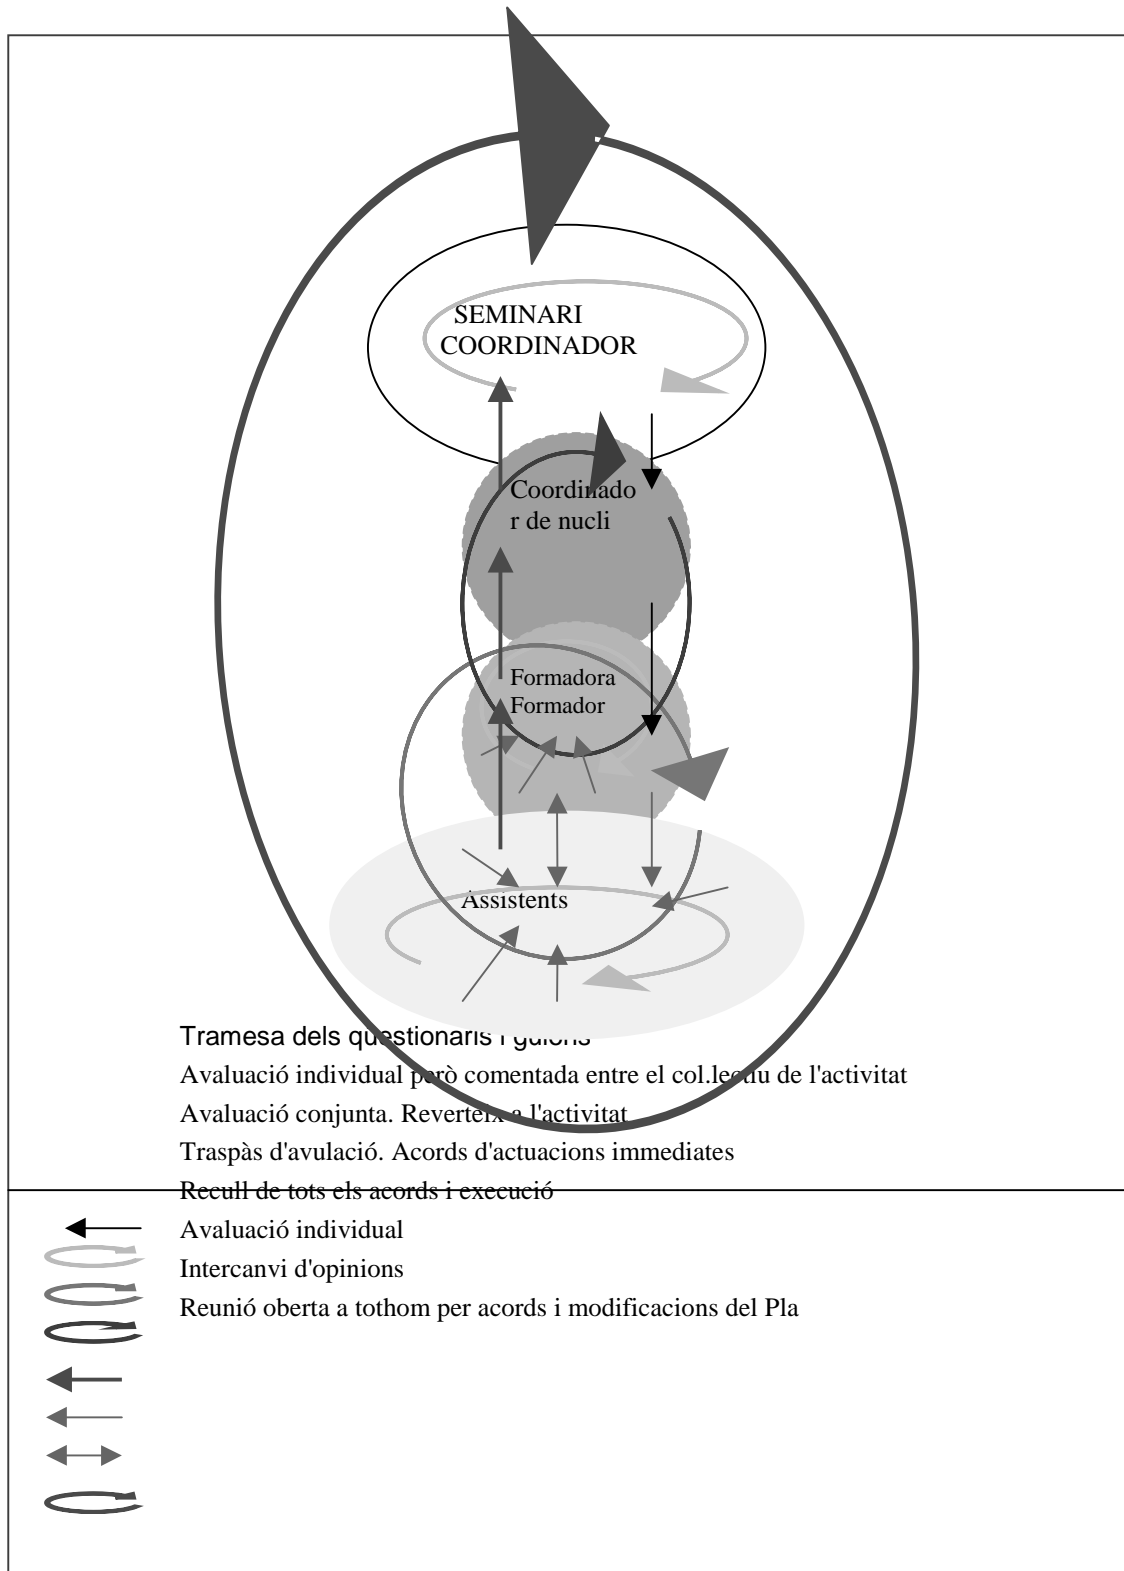 SEMINARI
COORDINADOR
Coordinado
r de nucli
Formadora
Formador
Assistents
Tramesa dels questionaris i guions
Avaluació individual però comentada entre el col.lectiu de l'activitat
Avaluació conjunta. Reverteix a l'activitat
Traspàs d'avulació. Acords d'actuacions immediates
Recull de tots els acords i execució
Avaluació individual
Intercanvi d'opinions
Reunió oberta a tothom per acords i modificacions del Pla